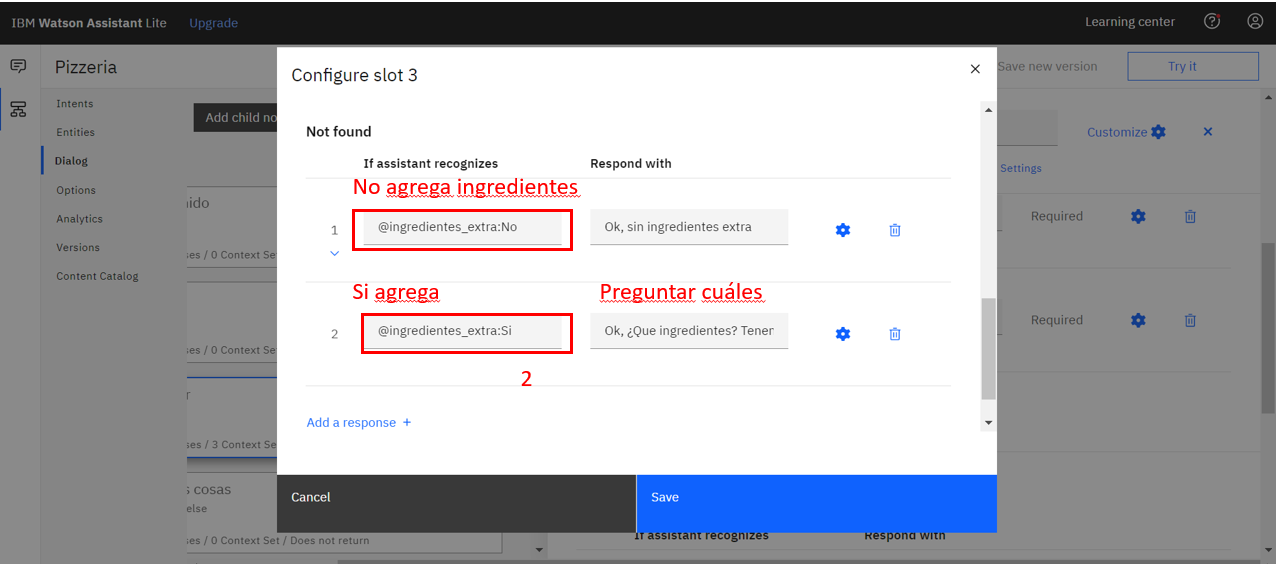 IBM Watson Assistant Lite
Upgrade
Learning center
Pizzeria
Save new version
Try it
Configure slot 3
Intents
Entities
Dialog
Options
Analytics
Versions
Content Catalog
Add child no
Customize
Settings
Not found
If assistant recognizes
Respond with
No agrega ingredientes
1
@ingredientes_extra:No
Ok, sin ingredientes extra
Required
Si agrega
Preguntar cuáles
2
@ingredientes_extra:Si
Ok, ¿Que ingredientes? Tener
Required
2
Add a response +
Cancel
Save
ido
ses / 0 Context Set
ses / 0 Context Set
r
ses / 3 Context Set
s cosas
else
ses / 0 Context Set / Does not return
If assistant recognizes
Respond with